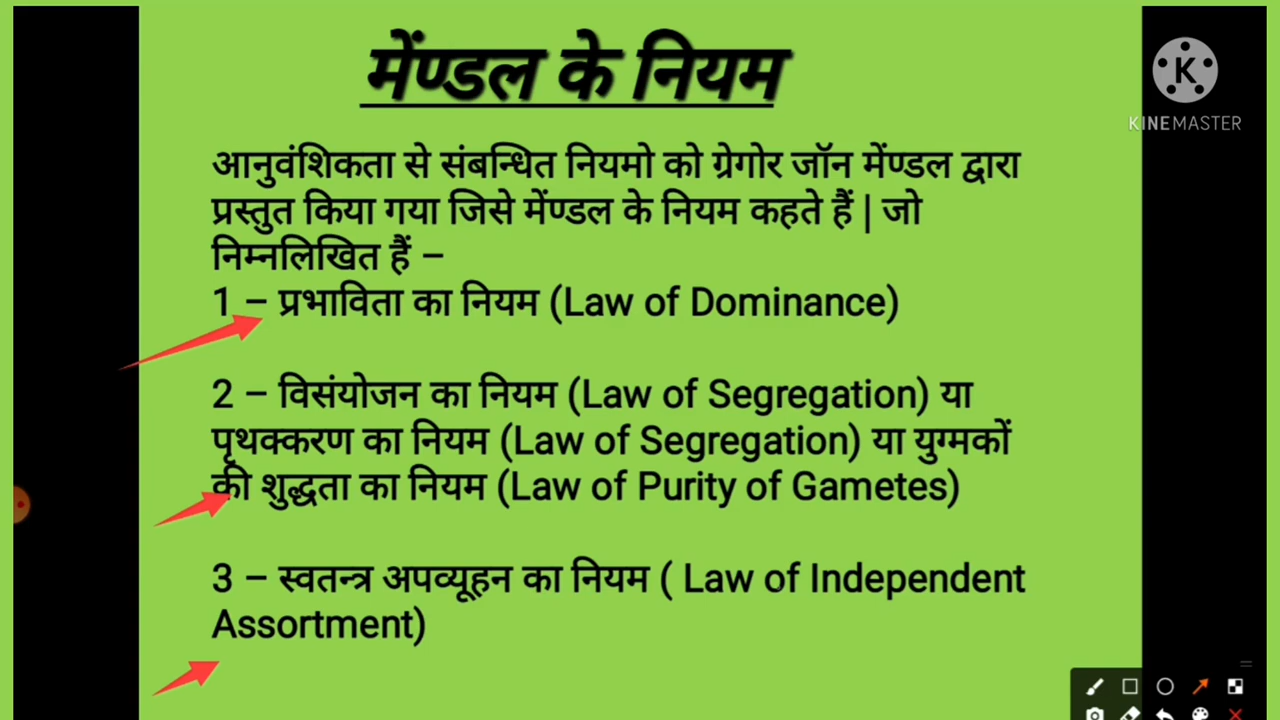 मेंण्डल के नियम
KINEMASTER
आनुवंशिकता से संबन्धित नियमो को ग्रेगोर जॉन मेंण्डल द्वारा
प्रस्तुत किया गया जिसे मेंण्डल के नियम कहते हैं | जो
निम्नलिखित हैं –
1 – प्रभाविता का नियम (Law of Dominance)
2 – विसंयोजन का नियम (Law of Segregation) या
पृथक्करण का नियम (Law of Segregation) या युग्मकों
की शुद्धता का नियम (Law of Purity of Gametes)
3 – स्वतन्त्र अपव्यूहन का नियम ( Law of Independent
Assortment)